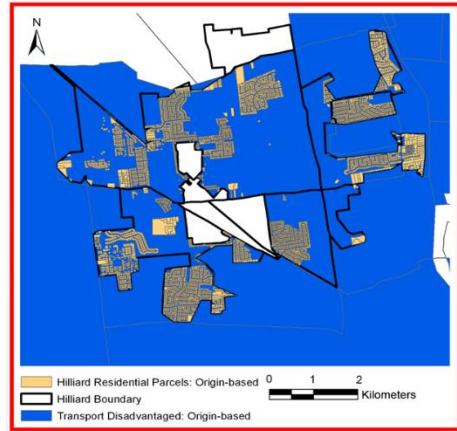 N
Hilliard Residential Parcels: Origin-based
Hilliard Boundary
Transport Disadvantaged: Origin-based
0 1 2
Kilometers